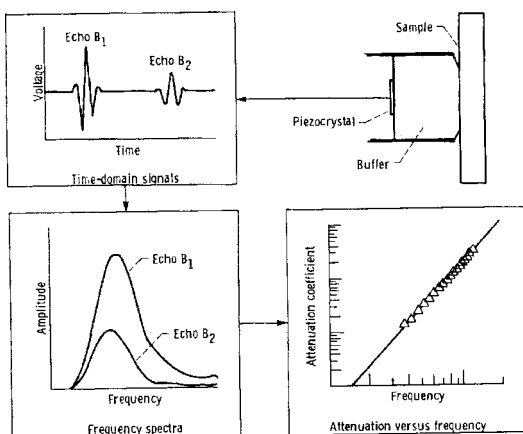 Echo B1
Echo B2
Voltage
Time
Time-domain signals
Sample
Piezocrystal
Buffer
Amplitude
Echo B1
Echo B2
Frequency
Frequency spectra
Attenuation coefficient
Frequency
Attenuation versus frequency